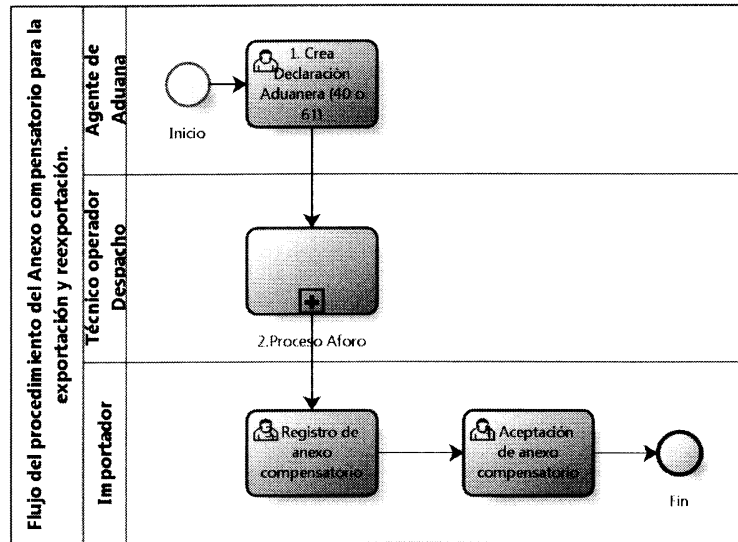 Flujo del procedimiento del Anexo compensatorio para la
exportación y reexportación.
Agente de
Aduana
Inicio
1. Crea
Declaración
Aduanera (40 o
61)
Técnico operador
Despacho
2.Proceso Aforo
Importador
Registro de
anexo
compensatorio
Aceptación
de anexo
compensatorio
Fin